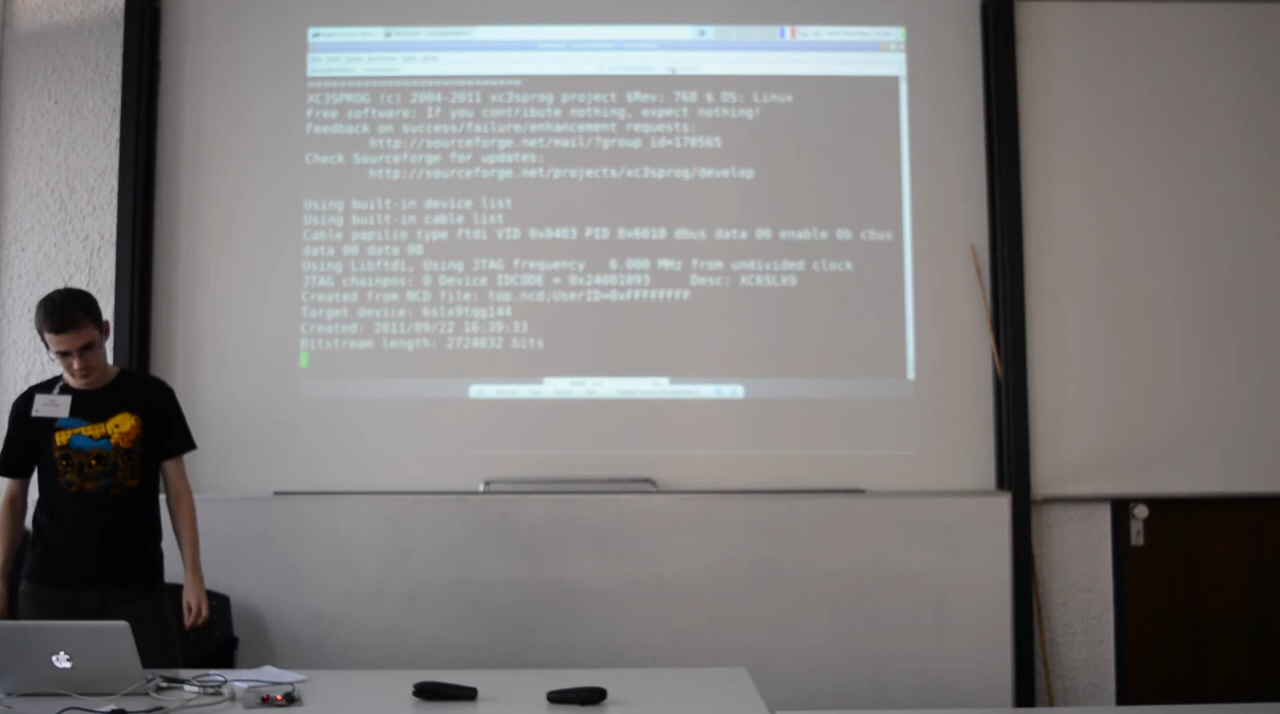 XC3SPROG (c) 2004-2011 xc3sprog project $Rev: 760 $ OS: Linux
Free software: If you contribute nothing, expect nothing!
Feedback on success/failure/enhancement requests:
http://sourceforge.net/mail/?group_id=170565
Check Sourceforge for updates:
http://sourceforge.net/projects/xc3sprog/develop
Using built-in device list
Using built-in cable list
Cable papilio type ftdi VID 0x0403 PID 0x6010 dbus data 00 enable 0b cbus
data 00 data 00
Using Libftdi, Using JTAG frequency 6.000 MHz from undivided clock
JTAG chainpos: 0 Device IDCODE = 0x24001093 Desc: XC6SLX9
Created from NCD file: top.ncd;UserID=0xFFFFFFFF
Target device: 6slx9tqg144
Created: 2011/09/22 16:39:33
Bitstream length: 2724832 bits